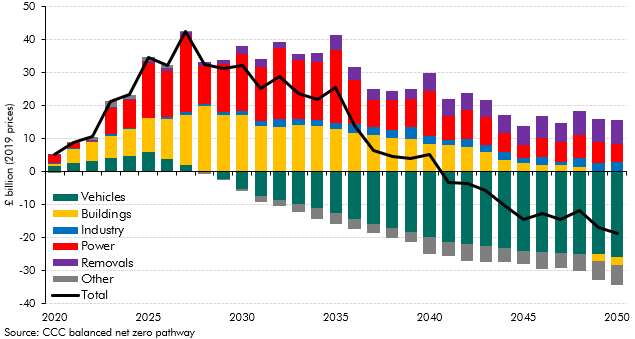 50
40
30
20
10
0
-10
-20
-30
-40
£ billion (2019 prices)
Vehicles
Buildings
Industry
Power
Removals
Other
Total
2020 2025 2030 2035 2040 2045 2050
Source: CCC balanced net zero pathway